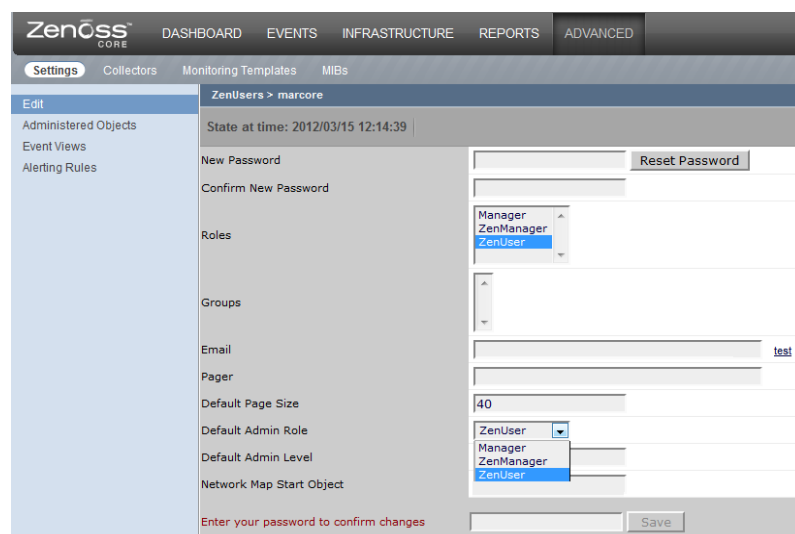 Zenōss™
CORE
DASHBOARD EVENTS INFRASTRUCTURE REPORTS ADVANCED
Settings Collectors Monitoring Templates MIBs
Edit
Administered Objects
Event Views
Alerting Rules
ZenUsers > marcore
State at time: 2012/03/15 12:14:39
New Password Reset Password
Confirm New Password
Roles
Manager
ZenManager
ZenUser
Groups
Email test
Pager
Default Page Size 40
Default Admin Role ZenUser
Manager
ZenManager
ZenUser
Default Admin Level
Network Map Start Object
Enter your password to confirm changes Save